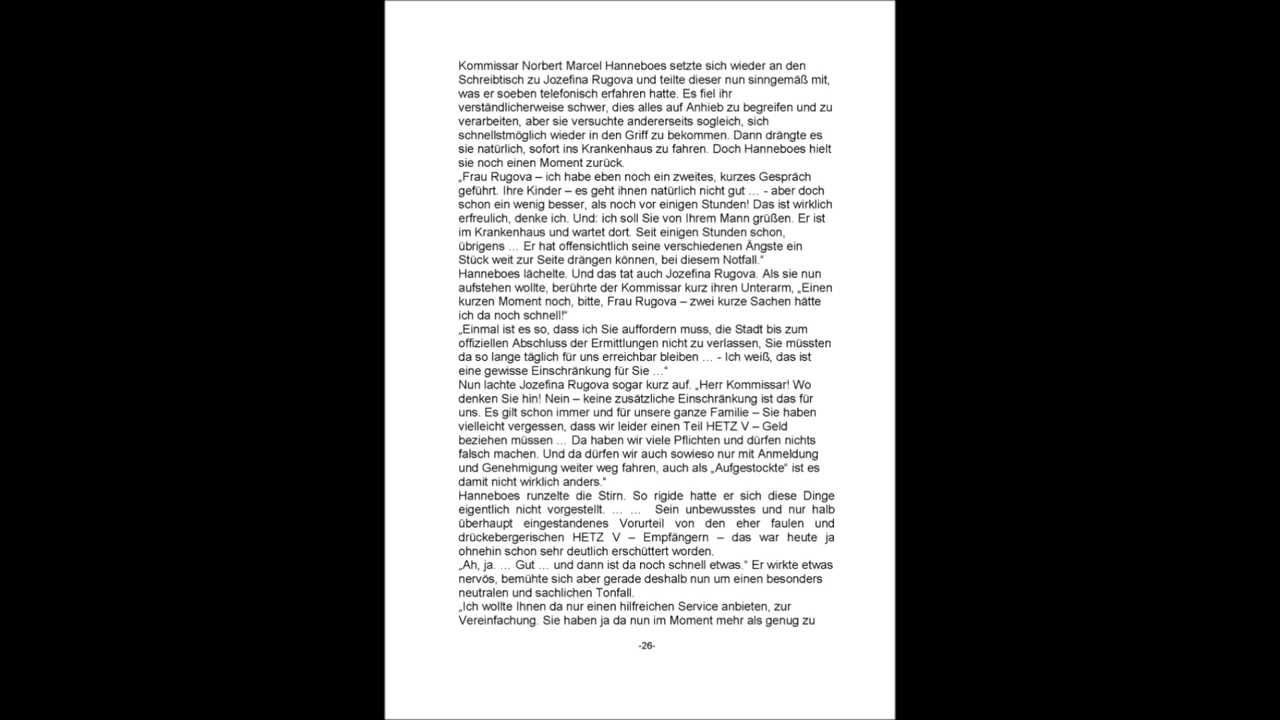 Kommissar Norbert Marcel Hanneboes setzte sich wieder an den
Schreibtisch zu Jozefina Rugova und teilte dieser nun sinngemäß mit,
was er soeben telefonisch erfahren hatte. Es fiel ihr
verständlicherweise schwer, dies alles auf Anhieb zu begreifen und zu
verarbeiten, aber sie versuchte andererseits sogleich, sich
schnellstmöglich wieder in den Griff zu bekommen. Dann drängte es
sie natürlich, sofort ins Krankenhaus zu fahren. Doch Hanneboes hielt
sie noch einen Moment zurück.
„Frau Rugova – ich habe eben noch ein zweites, kurzes Gespräch
geführt. Ihre Kinder – es geht ihnen natürlich nicht gut … - aber doch
schon ein wenig besser, als noch vor einigen Stunden! Das ist wirklich
erfreulich, denke ich. Und: ich soll Sie von Ihrem Mann grüßen. Er ist
im Krankenhaus und wartet dort. Seit einigen Stunden schon,
übrigens … Er hat offensichtlich seine verschiedenen Ängste ein
Stück weit zur Seite drängen können, bei diesem Notfall.“
Hanneboes lächelte. Und das tat auch Jozefina Rugova. Als sie nun
aufstehen wollte, berührte der Kommissar kurz ihren Unterarm, „Einen
kurzen Moment noch, bitte, Frau Rugova – zwei kurze Sachen hätte
ich da noch schnell!“
„Einmal ist es so, dass ich Sie auffordern muss, die Stadt bis zum
offiziellen Abschluss der Ermittlungen nicht zu verlassen, Sie müssten
da so lange täglich für uns erreichbar bleiben … - Ich weiß, das ist
eine gewisse Einschränkung für Sie …“
Nun lachte Jozefina Rugova sogar kurz auf. „Herr Kommissar! Wo
denken Sie hin! Nein – keine zusätzliche Einschränkung ist das für
uns. Es gilt schon immer und für unsere ganze Familie – Sie haben
vielleicht vergessen, dass wir leider einen Teil HETZ V – Geld
beziehen müssen … Da haben wir viele Pflichten und dürfen nichts
falsch machen. Und da dürfen wir auch sowieso nur mit Anmeldung
und Genehmigung weiter weg fahren, auch als „Aufgestockte“ ist es
damit nicht wirklich anders.“
Hanneboes runzelte die Stirn. So rigide hatte er sich diese Dinge
eigentlich nicht vorgestellt. … … Sein unbewusstes und nur halb
überhaupt eingestandenes Vorurteil von den eher faulen und
drückebergerischen HETZ V – Empfängern – das war heute ja
ohnehin schon sehr deutlich erschüttert worden.
„Ah, ja. … Gut … und dann ist da noch schnell etwas.“ Er wirkte etwas
nervös, bemühte sich aber gerade deshalb nun um einen besonders
neutralen und sachlichen Tonfall.
„Ich wollte Ihnen da nur einen hilfreichen Service anbieten, zur
Vereinfachung. Sie haben ja da nun im Moment mehr als genug zu
-26-